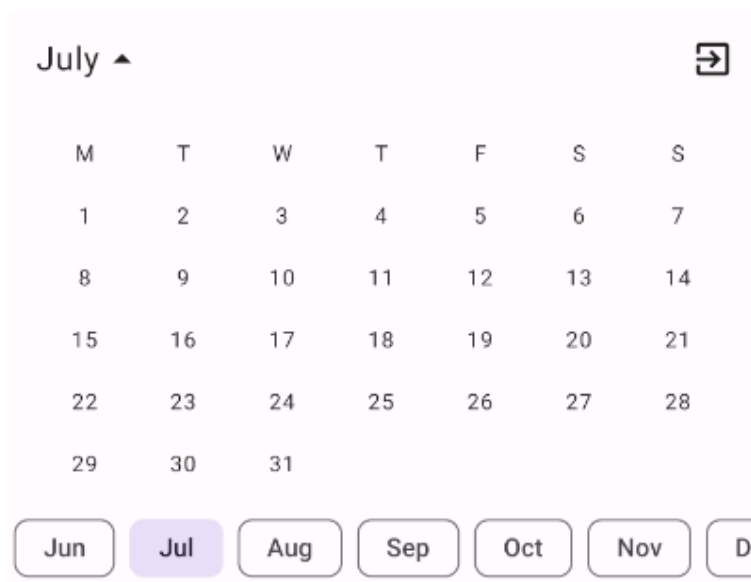 July
M T W T F S S
1 2 3 4 5 6 7
8 9 10 11 12 13 14
15 16 17 18 19 20 21
22 23 24 25 26 27 28
29 30 31
Jun Jul Aug Sep Oct Nov D